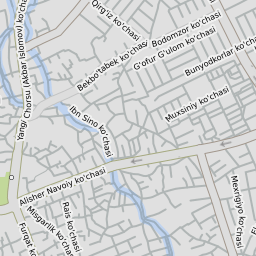 Qirg'iz ko'chasi
Bodomzor ko'chasi
G'ofur G'ulom ko'chasi
Bekbo'tabek ko'chasi
Bunyodkorlar ko'chasi
Yangi Chorsu (Akbar Islomov) ko'chasi
Muxsiniy ko'chasi
Ibn Sino ko'chasi
Alisher Navoiy ko'chasi
Mexrigiyo ko'chasi
Rais ko'chasi
Misgarlik ko'chasi
Furqat ko'chasi